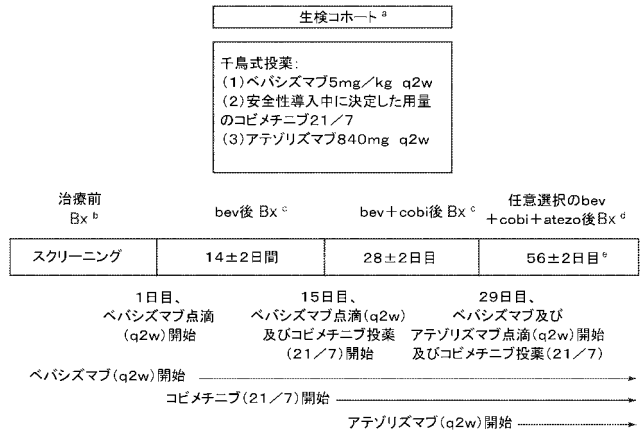 生検コホート a
千鳥式投薬:
(1)ベバシズマブ5mg/kg q2w
(2)安全性導入中に決定した用量
のコビメチニブ21/7
(3)アテゾリズマブ840mg q2w
治療前
Bx b
bev後 Bx c
bev+cobi後 Bx c
任意選択のbev
+cobi+atezo後Bx d
スクリーニング
14±2日間
28±2日目
56±2日目 e
1日目、
ベバシズマブ点滴
(q2w)開始
15日目、
ベバシズマブ点滴(q2w)
及びコビメチニブ投薬
(21/7)開始
29日目、
ベバシズマブ及び
アテゾリズマブ点滴(q2w)開始
及びコビメチニブ投薬(21/7)
ベバシズマブ(q2w)開始
コビメチニブ(21/7)開始
アテゾリズマブ(q2w)開始